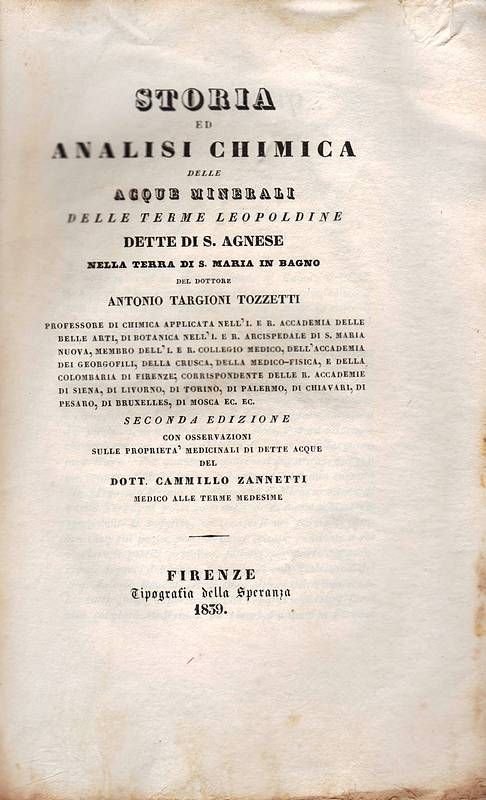 STORIA
ED
ANALISI CHIMICA
DELLE
ACQUE MINERALI
DELLE TERME LEOPOLDINE
DETTE DI S. AGNESE
NELLA TERRA DI S. MARIA IN BAGNO
DEL DOTTORE
ANTONIO TARGIONI TOZZETTI
PROFESSORE DI CHIMICA APPLICATA NELL'I. E R. ACCADEMIA DELLE
BELLE ARTI, DI BOTANICA NELL'I. E R. ARCISPEDALE DI S. MARIA
NUOVA, MEMBRO DELL'I. E R. COLLEGIO MEDICO, DELL'ACCADEMIA
DEI GEORGOFILI, DELLA CRUSCA, DELLA MEDICO-FISICA, E DELLA
COLOMBARIA DI FIRENZE; CORRISPONDENTE DELLE R. ACCADEMIE
DI SIENA, DI LIVORNO, DI TORINO, DI PALERMO, DI CHIAVARI, DI
PESARO, DI BRUXELLES, DI MOSCA EC. EC.
SECONDA EDIZIONE
CON OSSERVAZIONI
SULLE PROPRIETA' MEDICINALI DI DETTE ACQUE
DEL
DOTT. CAMMILLO ZANNETTI
MEDICO ALLE TERME MEDESIME
FIRENZE
Tipografia della Speranza
1839.